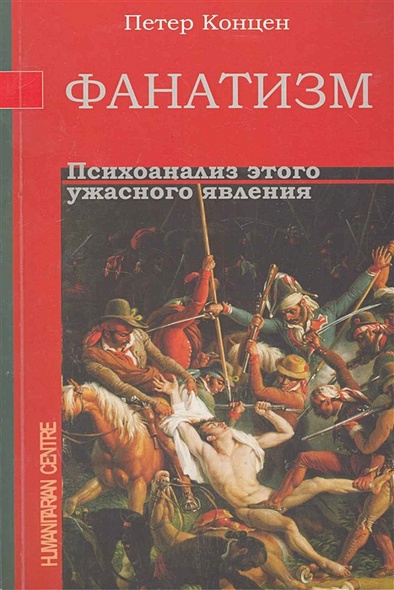 Петер Концен
ФАНАТИЗМ
Психоанализ этого
ужасного явления
HUMANITARIAN CENTRE